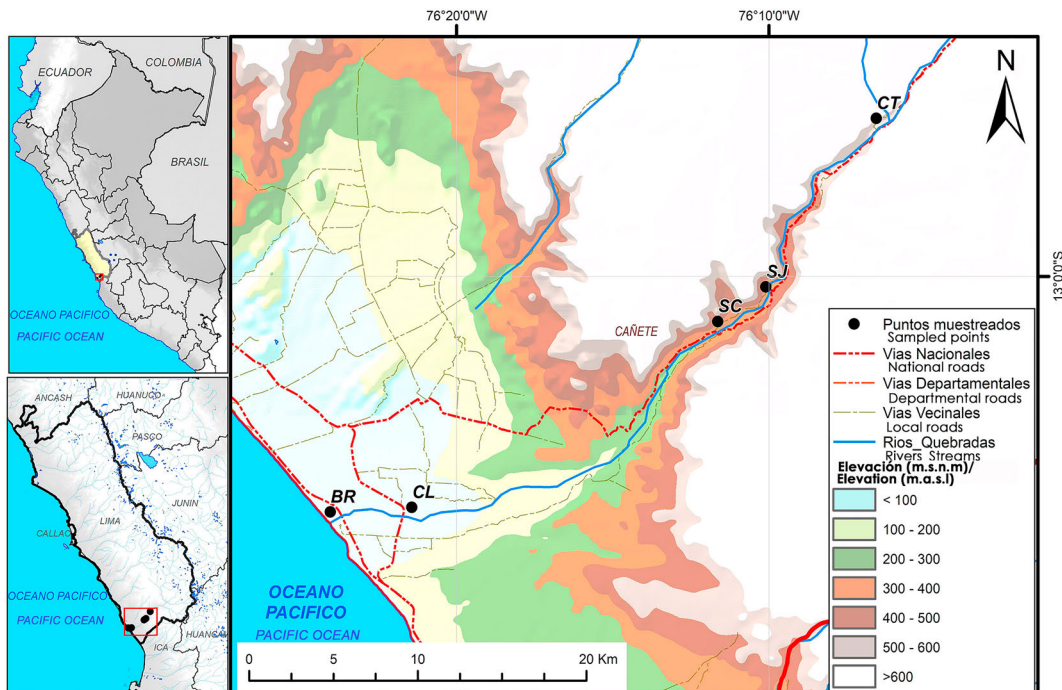 76°20'0"W
76°10'0"W
COLOMBIA
ECUADOR
BRASIL
OCEANO PACIFICO
PACIFIC OCEAN
N
CT
13°0'0"S
SJ
SC
CAÑETE
BR
CL
OCEANO
PACIFICO
PACIFIC OCEAN
0 5 10 20 Km
ANCASH
HUANUCO
PASCO
JUNIN
LIMA
CALLAO
OCEANO PACIFICO
PACIFIC OCEAN
ICA
Puntos muestreados
Sampled points
Vias Nacionales
National roads
Vias Departamentales
Departmental roads
Vias Vecinales
Local roads
Rios_Quebradas
Rivers_Streams
Elevación (m.s.n.m)/
Elevation (m.a.s.l)
< 100
100 - 200
200 - 300
300 - 400
400 - 500
500 - 600
>600